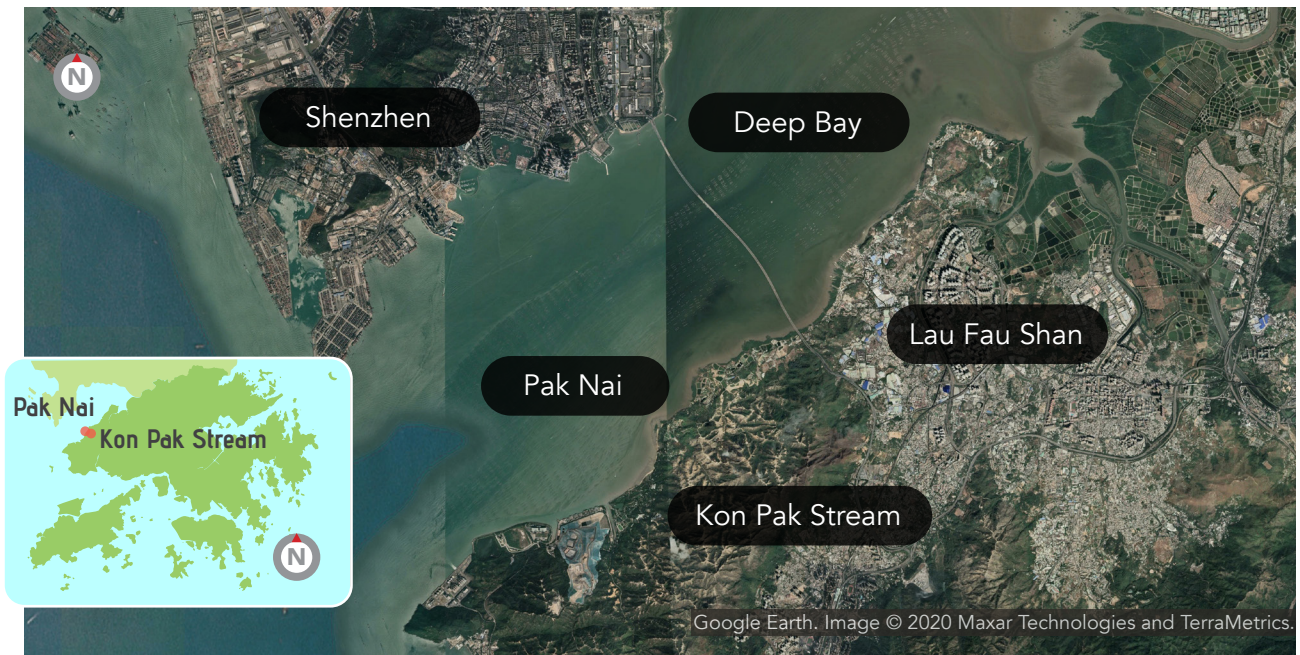 N
Shenzhen
Deep Bay
Lau Fau Shan
Pak Nai
Pak Nai
Kon Pak Stream
Kon Pak Stream
N
Google Earth. Image © 2020 Maxar Technologies and TerraMetrics.